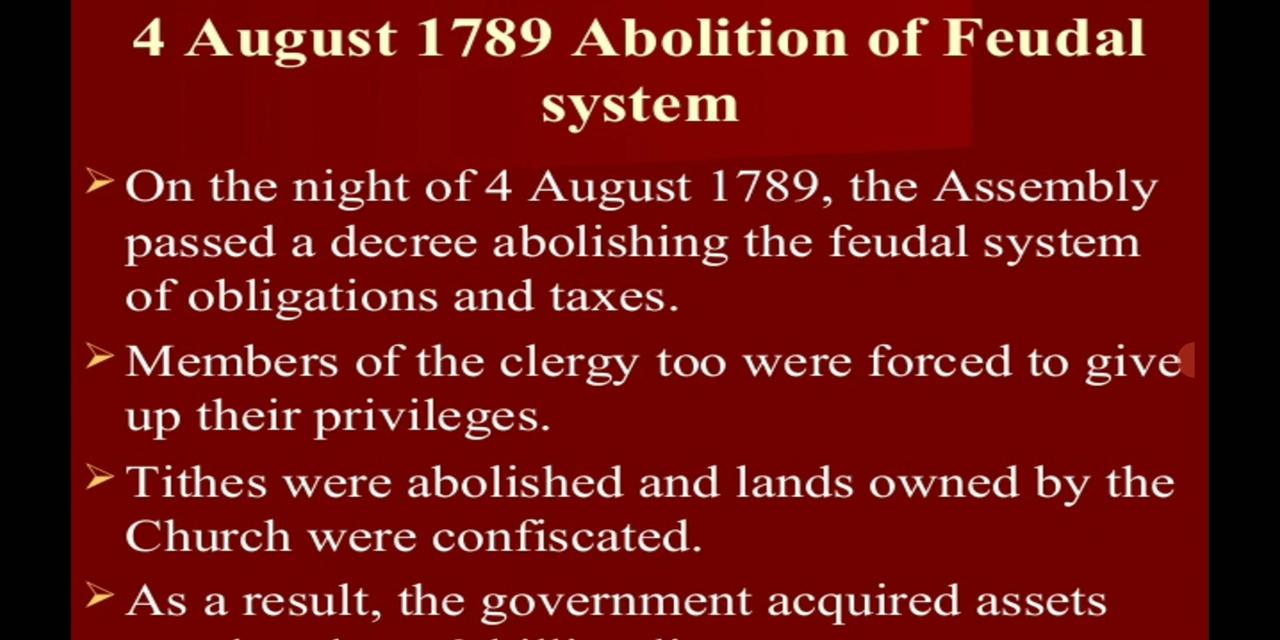 4 August 1789 Abolition of Feudal
system
➢ On the night of 4 August 1789, the Assembly
passed a decree abolishing the feudal system
of obligations and taxes.
➢ Members of the clergy too were forced to give
up their privileges.
➢ Tithes were abolished and lands owned by the
Church were confiscated.
➢ As a result, the government acquired assets